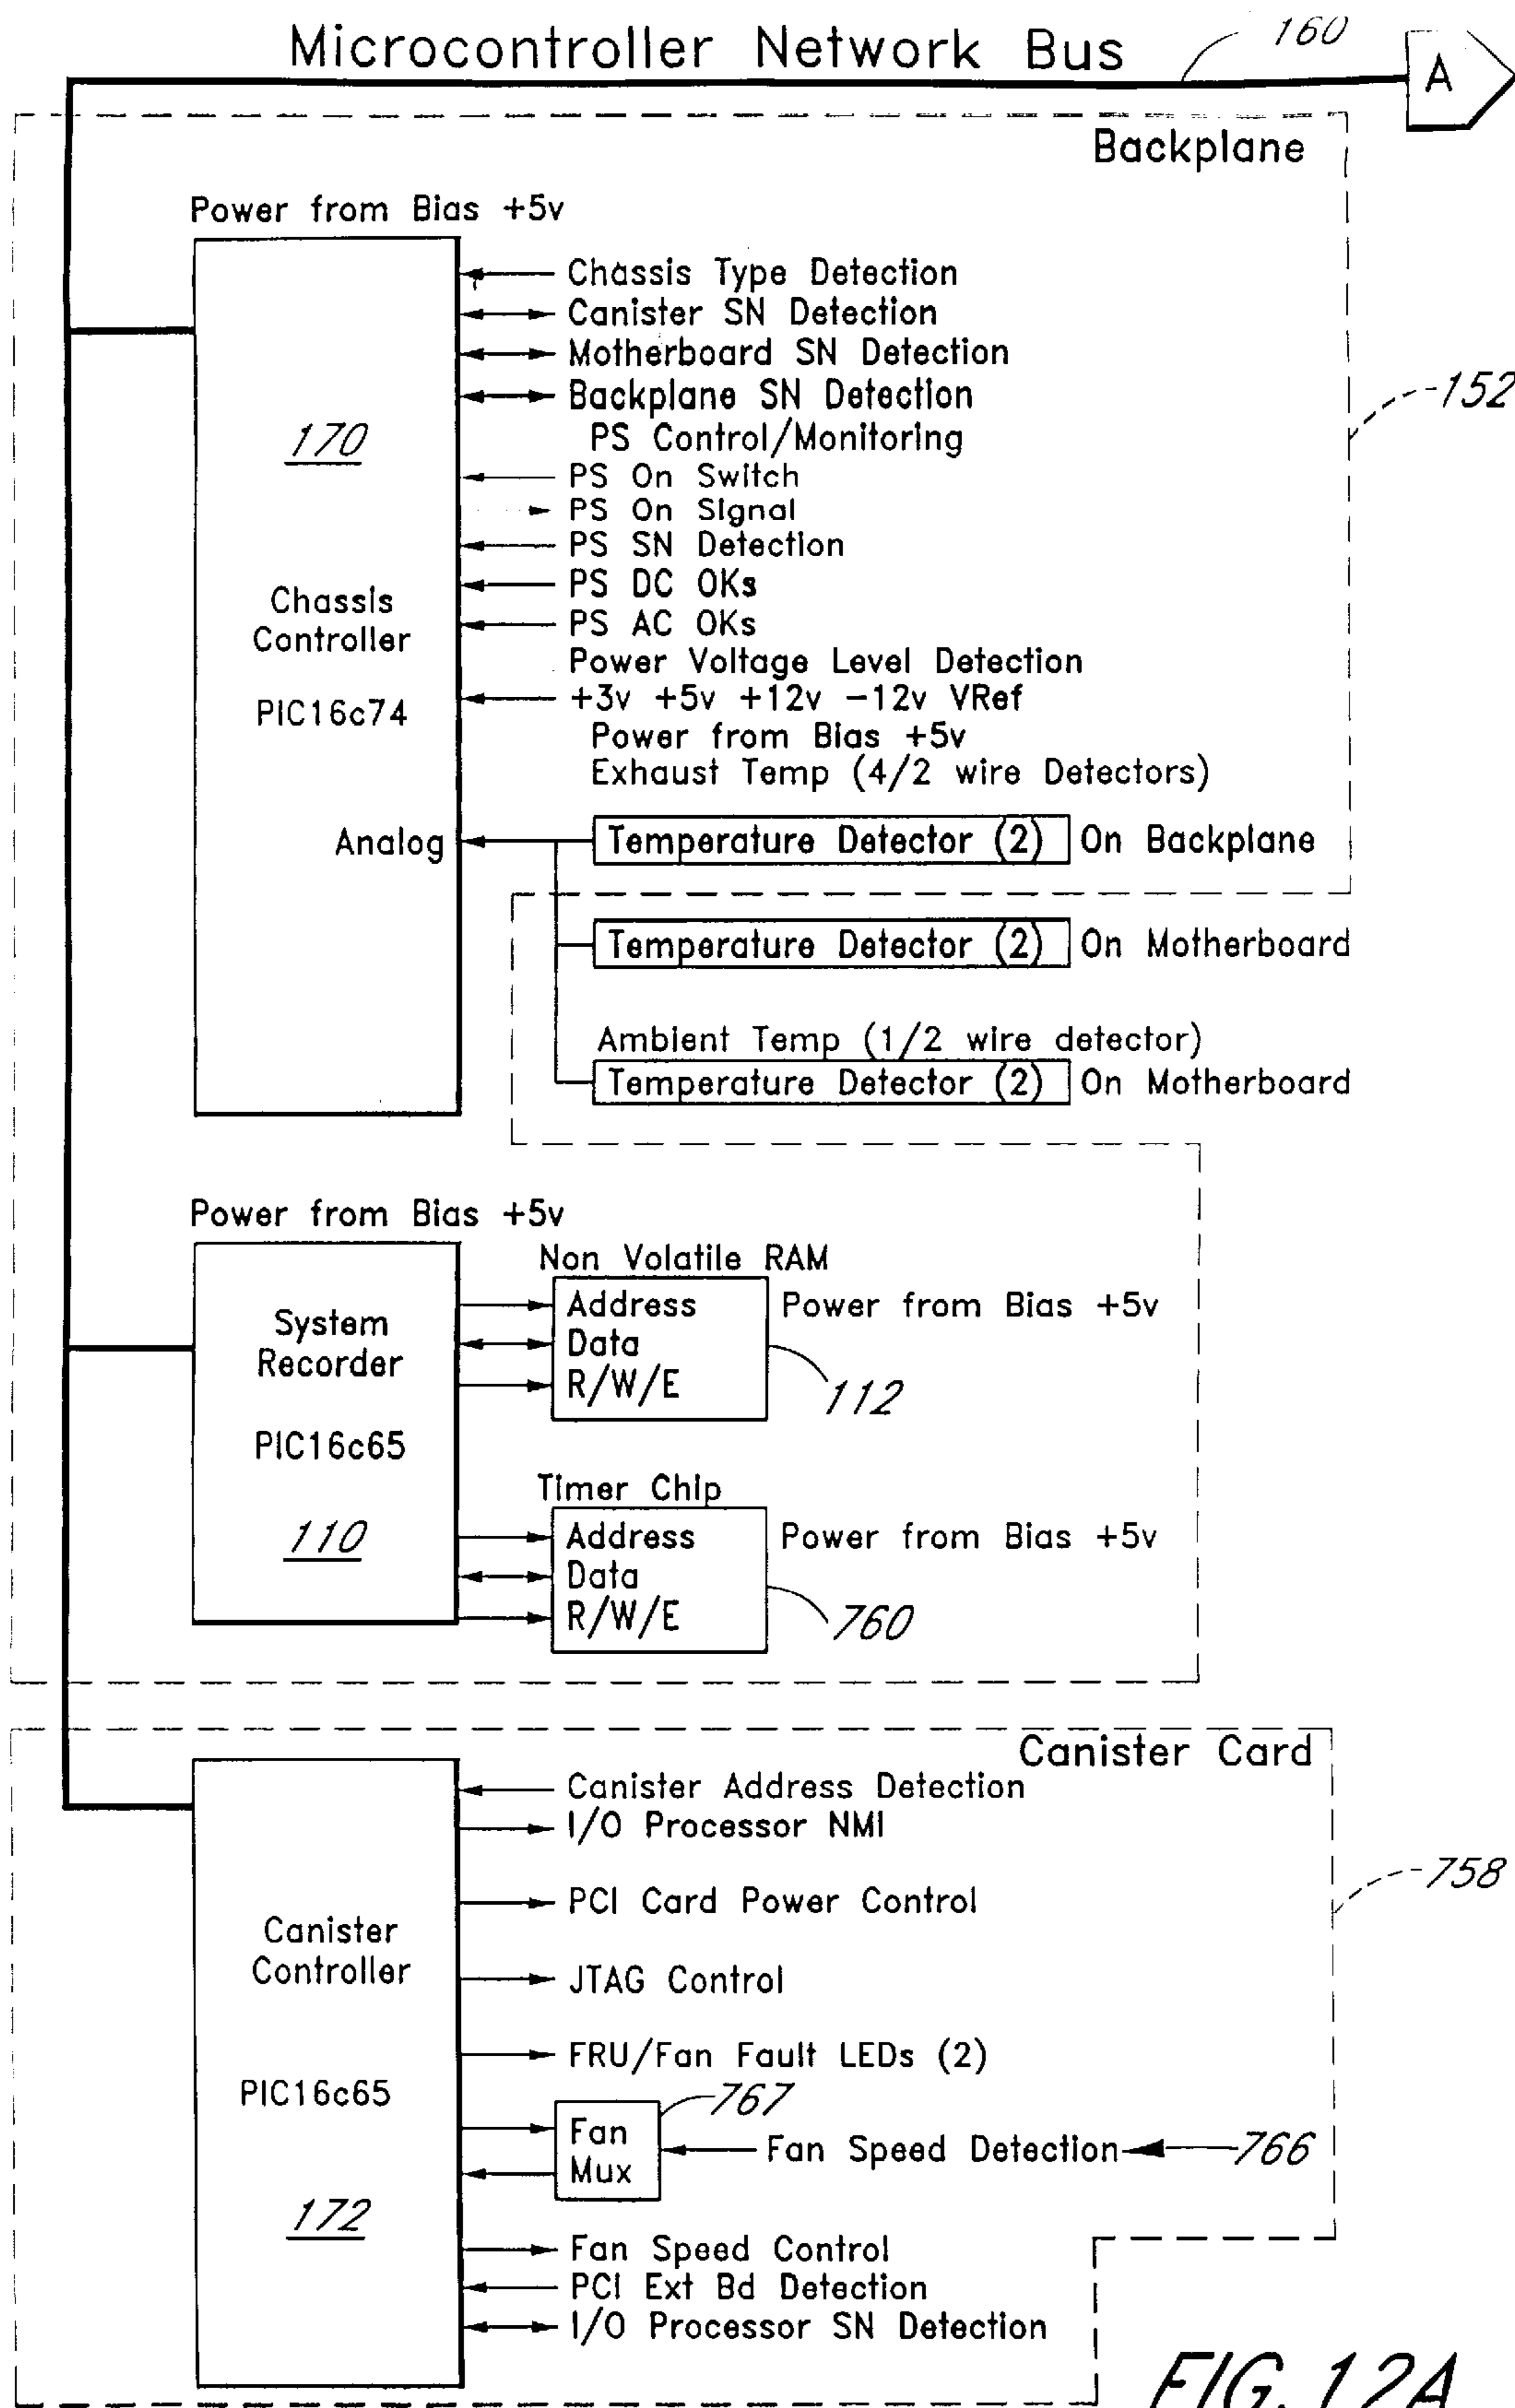 Microcontroller Network Bus 160
A
Backplane
Power from Bias +5v
Chassis Type Detection
Canister SN Detection
Motherboard SN Detection
152
Backplane SN Detection
170
PS Control/Monitoring
PS On Switch
PS On Signal
PS SN Detection
PS DC OKs
Chassis
Controller
PS AC OKs
Power Voltage Level Detection
+3v +5v +12v −12v VRef
PIC16c74
Power from Bias +5v
Exhaust Temp (4/2 wire Detectors)
Analog
Temperature Detector (2) On Backplane
Temperature Detector (2) On Motherboard
Ambient Temp (1/2 wire detector)
Temperature Detector (2) On Motherboard
Power from Bias +5v
Non Volatile RAM
System
Recorder
Address
Data
R/W/E
Power from Bias +5v
112
PIC16c65
110
Timer Chip
Address
Data
R/W/E
Power from Bias +5v
760
Canister Card
Canister Address Detection
I/O Processor NMI
758
PCI Card Power Control
Canister
Controller
JTAG Control
FRU/Fan Fault LEDs (2)
PIC16c65
767
Fan
Mux
Fan Speed Detection 766
172
Fan Speed Control
PCI Ext Bd Detection
I/O Processor SN Detection
FIG. 12A